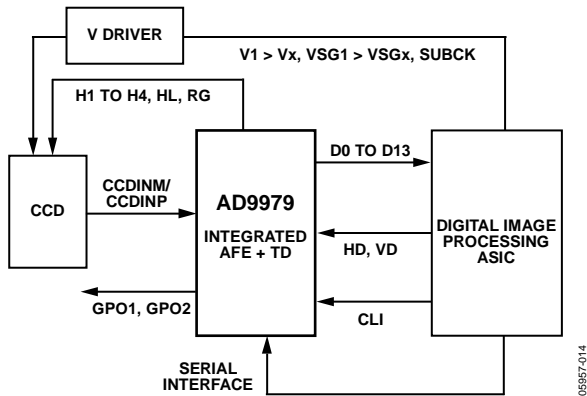 V DRIVER
V1 > Vx, VSG1 > VSGx, SUBCK
H1 TO H4, HL, RG
D0 TO D13
CCDINM/
CCDINP
CCD
AD9979
INTEGRATED
AFE + TD
DIGITAL IMAGE
PROCESSING
ASIC
HD, VD
GPO1, GPO2
CLI
SERIAL
INTERFACE
05957-014